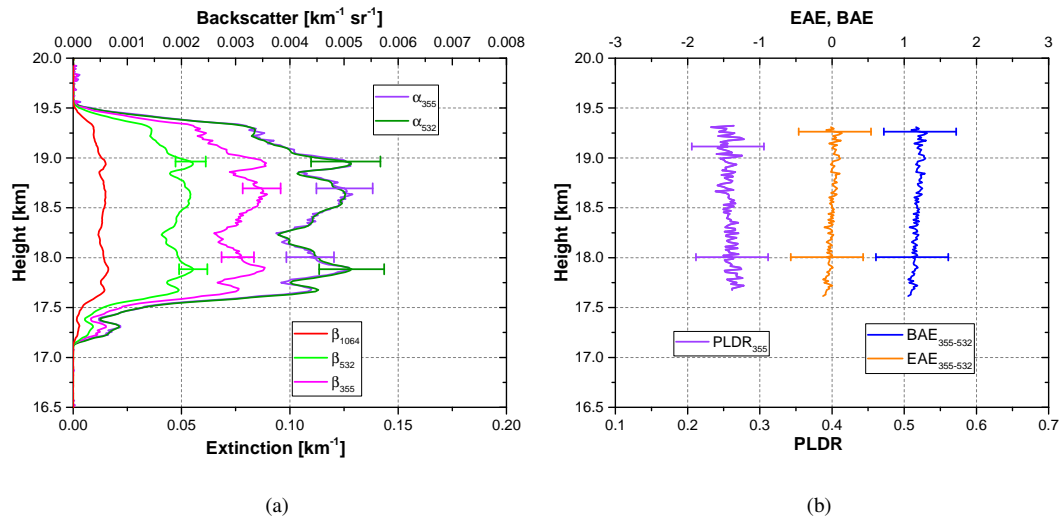 Backscatter [km⁻¹ sr⁻¹]
0.000 0.001 0.002 0.003 0.004 0.005 0.006 0.007 0.008
20.0
19.5
19.0
18.5
18.0
17.5
17.0
16.5
Height [km]
α₃₅₅
α₅₃₂
β₁₀₆₄
β₅₃₂
β₃₅₅
0.00 0.05 0.10 0.15 0.20
Extinction [km⁻¹]
(a)
EAE, BAE
-3 -2 -1 0 1 2 3
20.0
19.5
19.0
18.5
18.0
17.5
17.0
16.5
Height [km]
PLDR₃₅₅
BAE₃₅₅₋₅₃₂
EAE₃₅₅₋₅₃₂
0.1 0.2 0.3 0.4 0.5 0.6 0.7
PLDR
(b)